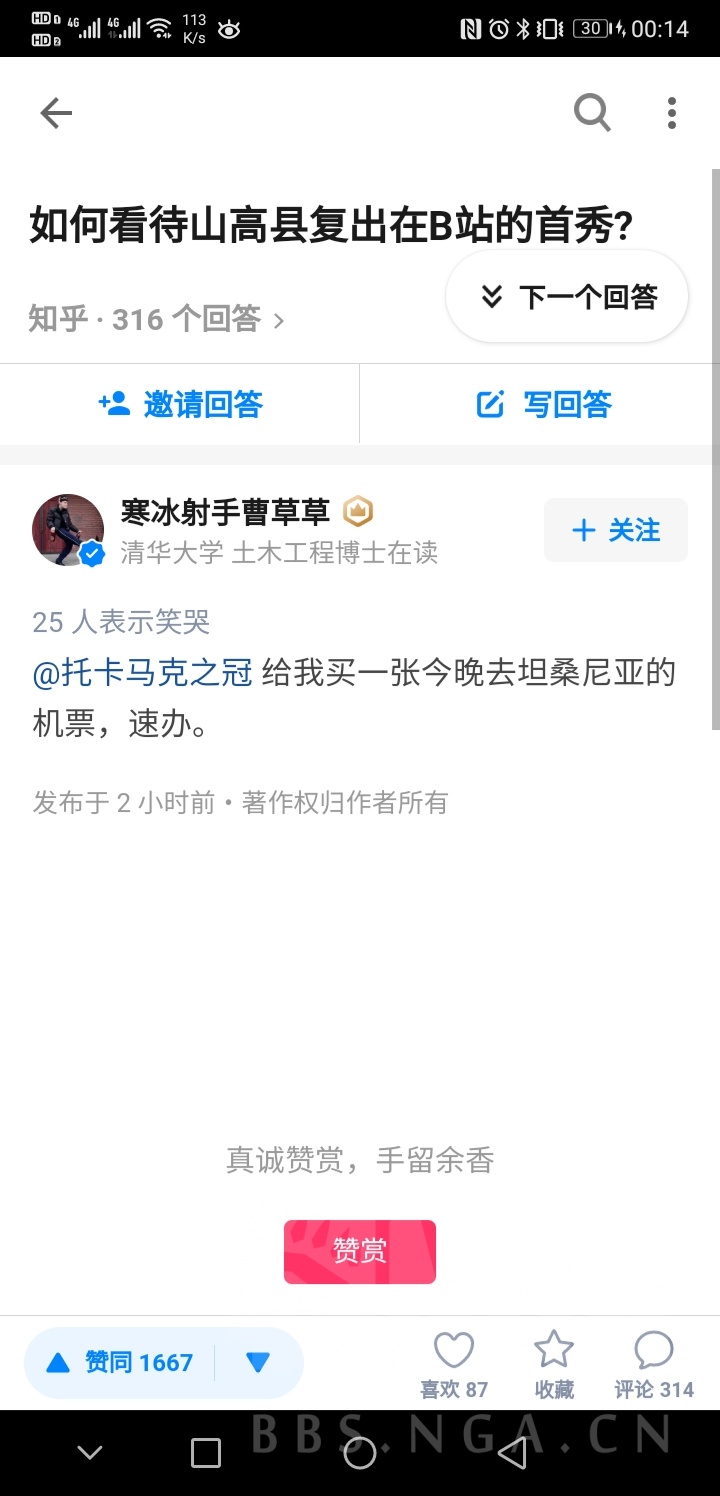 HD 1 4G 4G 113 K/s 30 00:14
HD 2
如何看待山高县复出在B站的首秀?
下一个回答
知乎 · 316 个回答 >
邀请回答
写回答
寒冰射手曹草草
清华大学 土木工程博士在读
+ 关注
25 人表示笑哭
@托卡马克之冠 给我买一张今晚去坦桑尼亚的
机票，速办。
发布于 2 小时前 · 著作权归作者所有
真诚赞赏，手留余香
赞赏
赞同 1667
喜欢 87
收藏
评论 314
BBS.NGA.CN